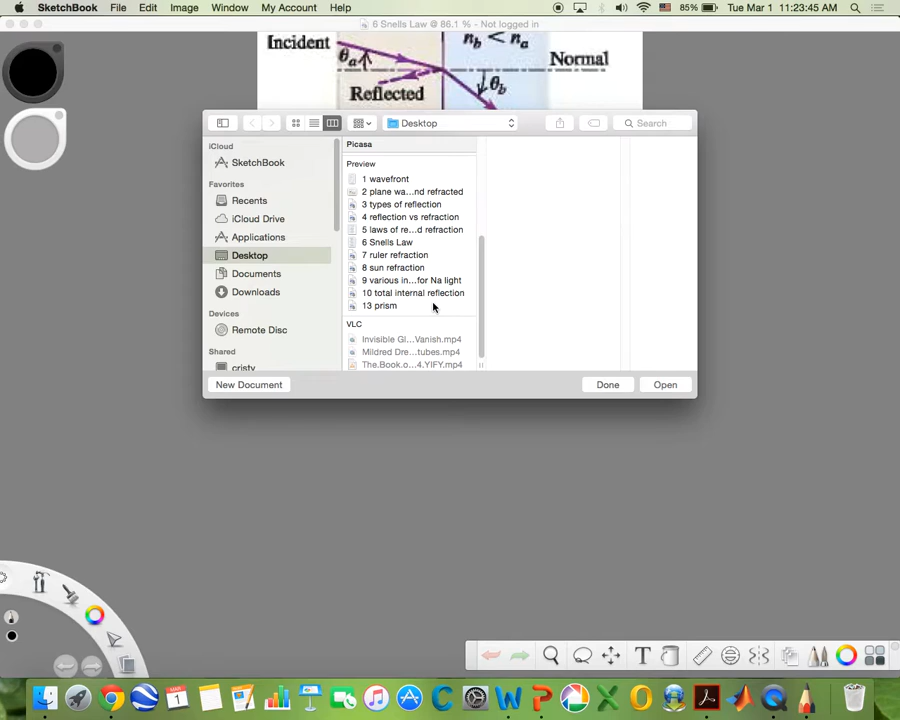 SketchBook File Edit Image Window My Account Help 85% Tue Mar 1 11:23:45 AM
6 Snells Law @ 86.1 % - Not logged in
Incident
θa
nb < na
Normal
θb
Reflected
Desktop
Search
iCloud
SketchBook
Favorites
Recents
iCloud Drive
Applications
Desktop
Documents
Downloads
Devices
Remote Disc
Shared
cristy
Picasa
Preview
1 wavefront
2 plane wa...nd refracted
3 types of reflection
4 reflection vs refraction
5 laws of re...d refraction
6 Snells Law
7 ruler refraction
8 sun refraction
9 various in...for Na light
10 total internal reflection
13 prism
VLC
Invisible Gl...Vanish.mp4
Mildred Dre...tubes.mp4
The.Book.o...4.YIFY.mp4
New Document
Done
Open